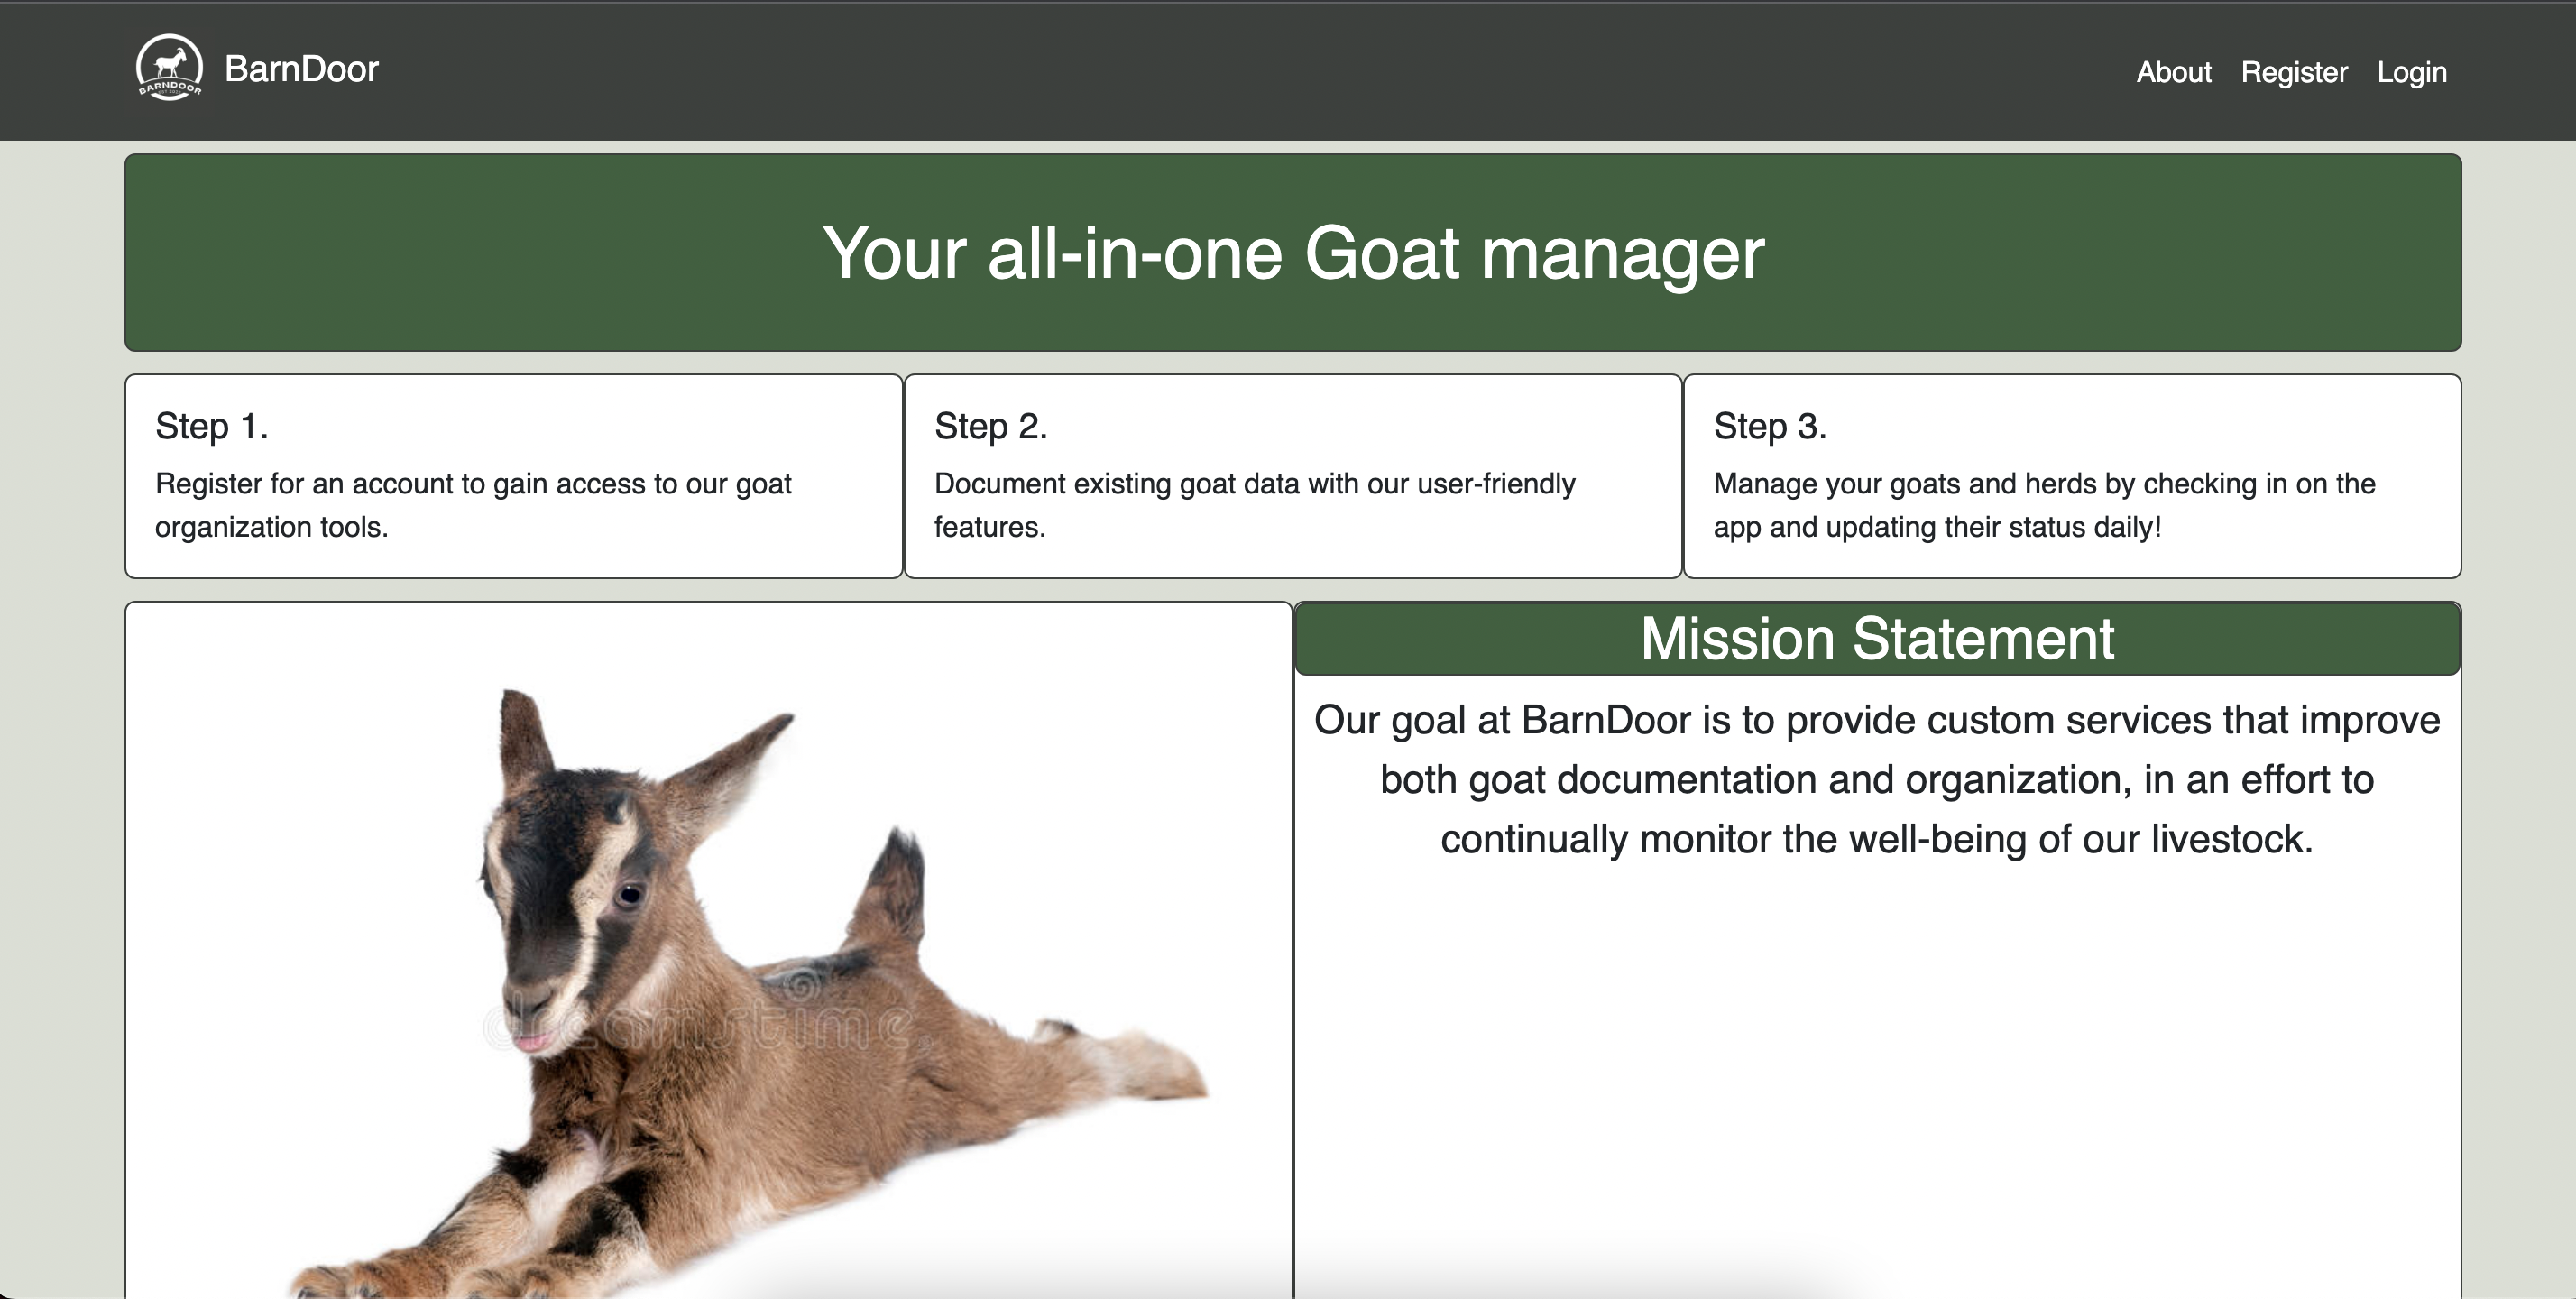 BARNDOOR
BarnDoor
About Register Login
Your all-in-one Goat manager
Step 1.
Register for an account to gain access to our goat
organization tools.
Step 2.
Document existing goat data with our user-friendly
features.
Step 3.
Manage your goats and herds by checking in on the
app and updating their status daily!
Mission Statement
Our goal at BarnDoor is to provide custom services that improve
both goat documentation and organization, in an effort to
continually monitor the well-being of our livestock.
dreamstime